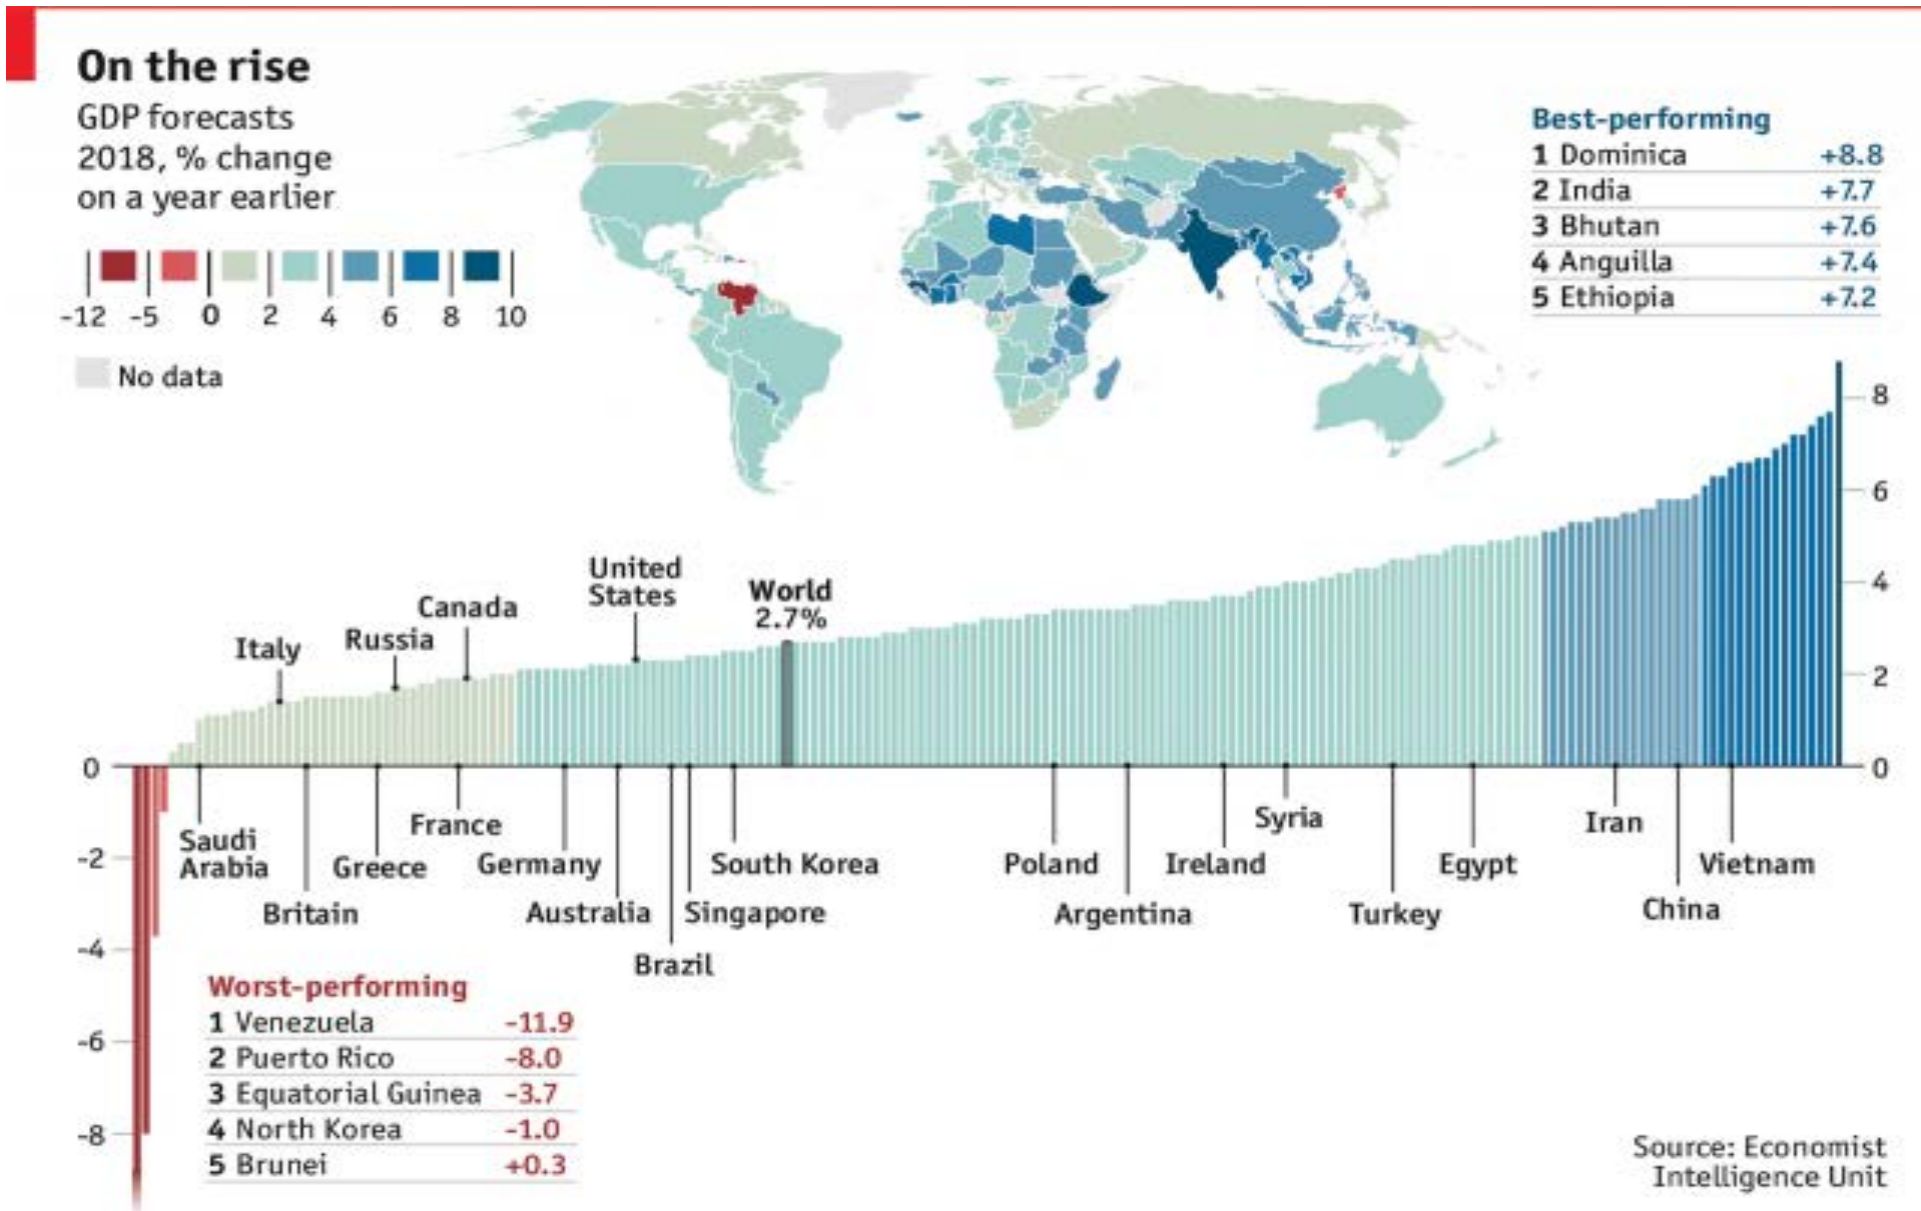 On the rise
GDP forecasts
2018, % change
on a year earlier
-12 -5 0 2 4 6 8 10
No data
Best-performing
1 Dominica +8.8
2 India +7.7
3 Bhutan +7.6
4 Anguilla +7.4
5 Ethiopia +7.2
8
6
4
2
0
United
States
World
2.7%
Canada
Russia
Italy
0
-2
-4
-6
-8
Saudi
Arabia
Britain
Greece
France
Germany
Australia
Brazil
Singapore
South Korea
Poland
Argentina
Ireland
Syria
Turkey
Egypt
Iran
China
Vietnam
Worst-performing
1 Venezuela -11.9
2 Puerto Rico -8.0
3 Equatorial Guinea -3.7
4 North Korea -1.0
5 Brunei +0.3
Source: Economist
Intelligence Unit